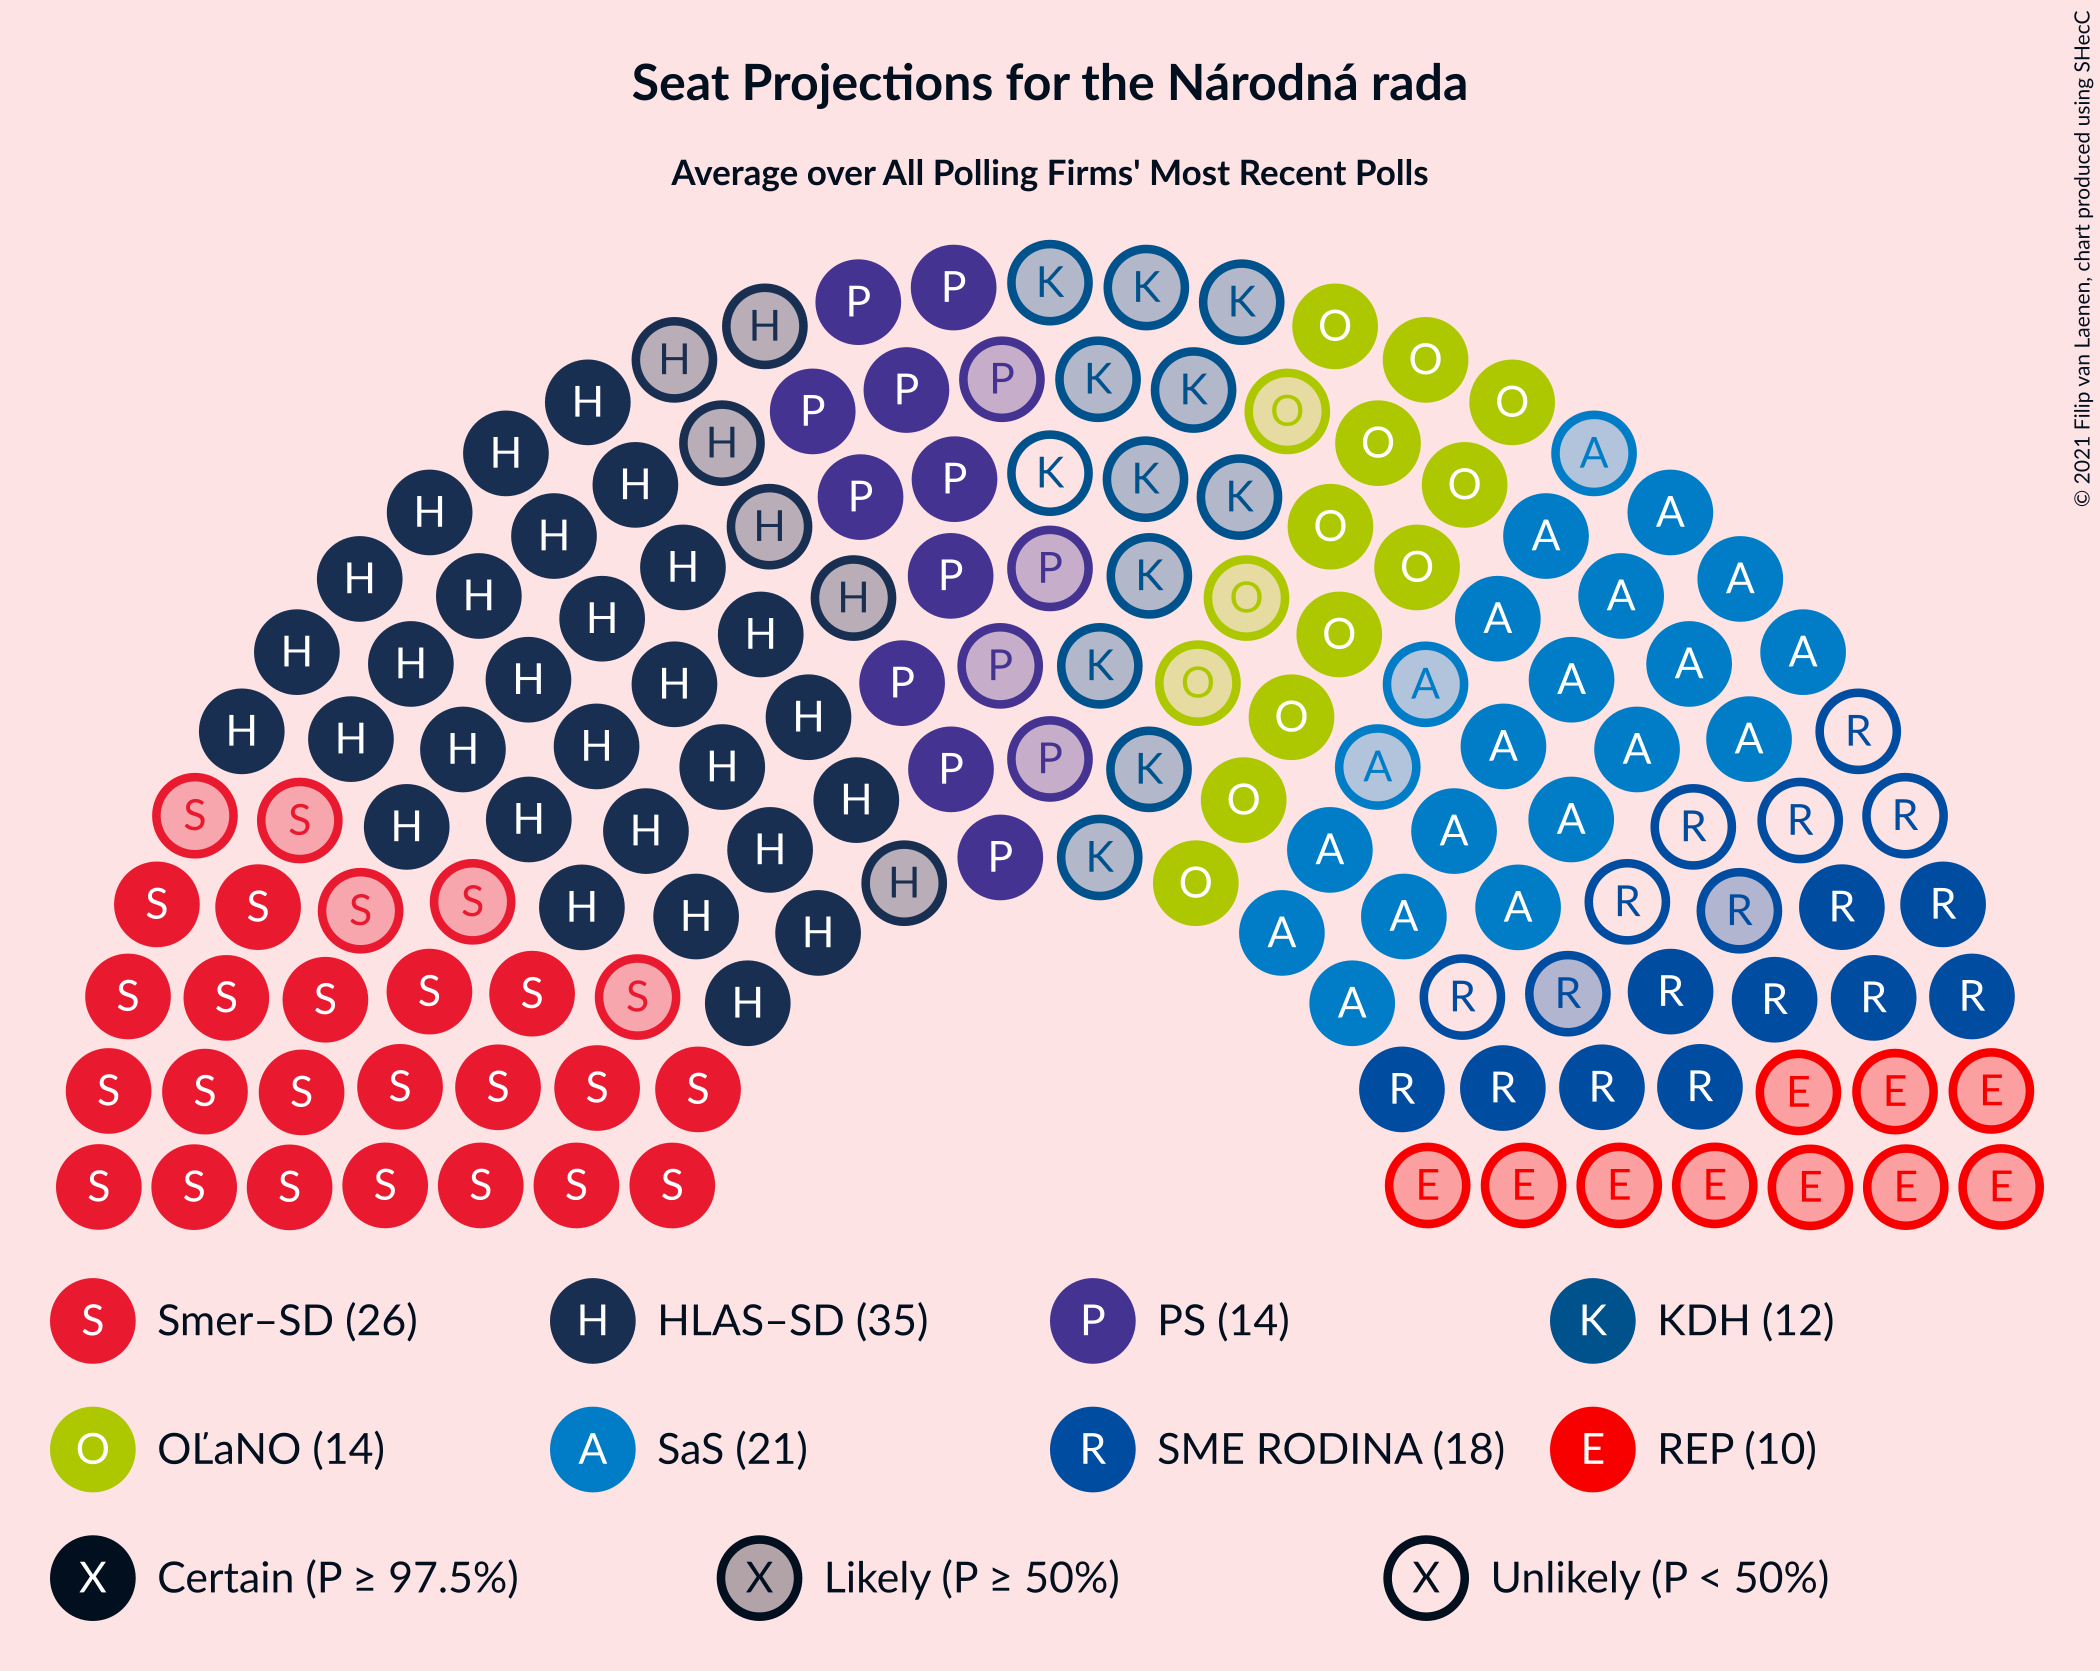 Seat Projections for the Národná rada
Average over All Polling Firms' Most Recent Polls
© 2021 Filip van Laenen, chart produced using SHecC
H H P P K K K O O O A
H H H P P P K K O O O A A
H H H H P P K K K O O A A A
H H H H H P P K O O A A A A
H H H H H P P K O O A A A A R
S S H H H H P P K O A A A R R R
S S S S H H H H P K O A A A R R R R
S S S S S S H H A A R R R R R R
S S S S S S S R R R R E E E
S S S S S S S E E E E E E E
S Smer–SD (26) H HLAS–SD (35) P PS (14) K KDH (12)
O OĽaNO (14) A SaS (21) R SME RODINA (18) E REP (10)
X Certain (P ≥ 97.5%) X Likely (P ≥ 50%) X Unlikely (P < 50%)